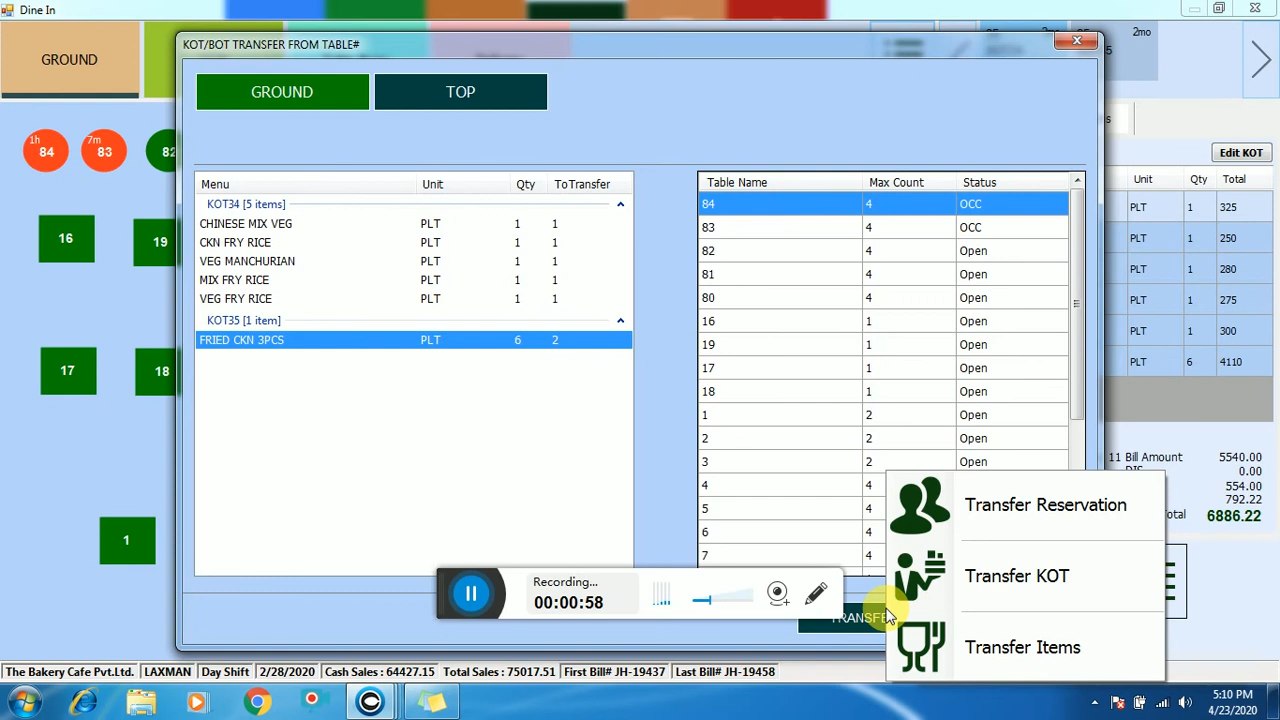 Dine In
GROUND
2mo
2mo
5
KOT/BOT TRANSFER FROM TABLE#
GROUND
TOP
1h
84
7m
83
82
16
19
17
18
1
Menu Unit Qty ToTransfer
KOT34 [5 items]
CHINESE MIX VEG PLT 1 1
CKN FRY RICE PLT 1 1
VEG MANCHURIAN PLT 1 1
MIX FRY RICE PLT 1 1
VEG FRY RICE PLT 1 1
KOT35 [1 item]
FRIED CKN 3PCS PLT 6 2
Table Name Max Count Status
84 4 OCC
83 4 OCC
82 4 Open
81 4 Open
80 4 Open
16 1 Open
19 1 Open
17 1 Open
18 1 Open
1 2 Open
2 2 Open
3 2 Open
4 4
5 4
6 4
7 4
s
Edit KOT
Unit Qty Total
PLT 1 325
PLT 1 250
PLT 1 280
PLT 1 275
PLT 1 300
PLT 6 4110
11 Bill Amount 5540.00
DIS 0.00
554.00
792.22
Total 6886.22
Transfer Reservation
Transfer KOT
Transfer Items
TRANSFER
Recording...
00:00:58
The Bakery Cafe Pvt.Ltd. LAXMAN Day Shift 2/28/2020 Cash Sales : 64427.15 Total Sales : 75017.51 First Bill# JH-19437 Last Bill# JH-19458
5:10 PM
4/23/2020